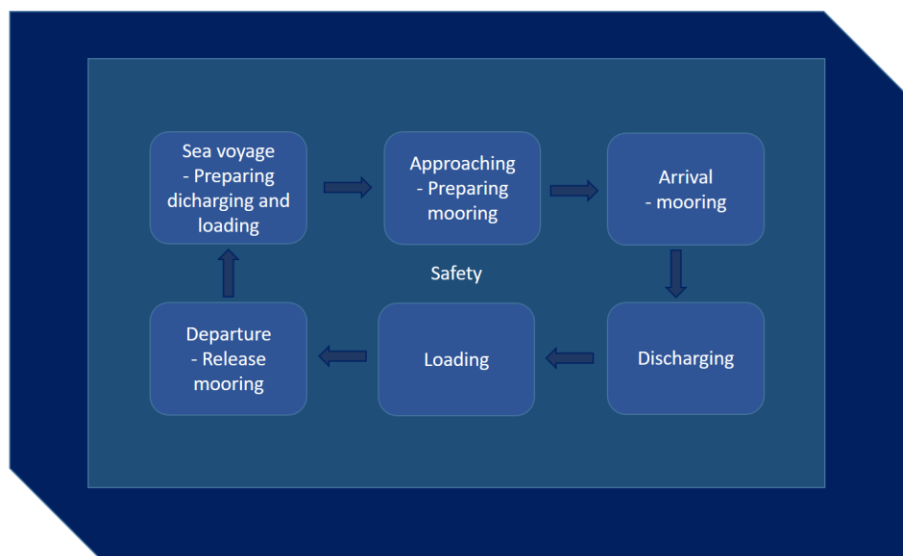 Sea voyage
- Preparing
dicharging and
loading
Approaching
- Preparing
mooring
Arrival
- mooring
Safety
Departure
- Release
mooring
Loading
Discharging